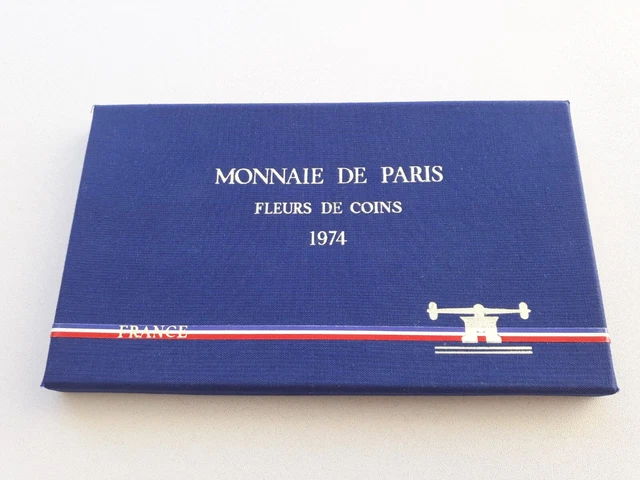 MONNAIE DE PARIS
FLEURS DE COINS
1974
FRANCE